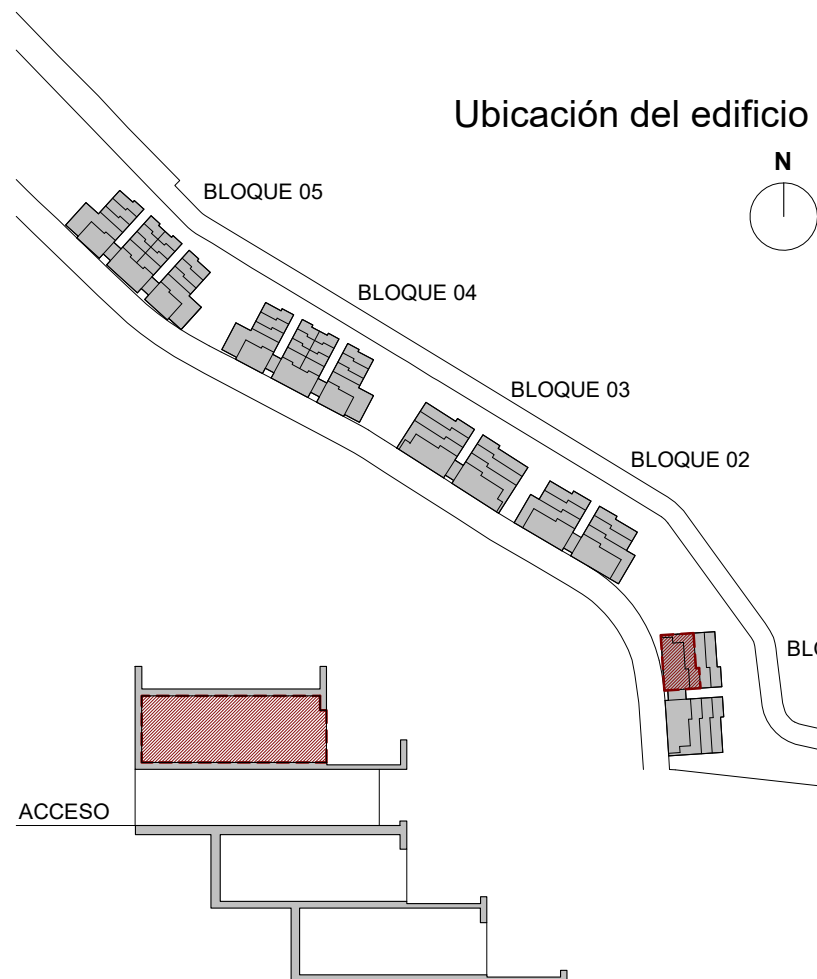 Ubicación del edificio
N
BLOQUE 05
BLOQUE 04
BLOQUE 03
BLOQUE 02
ACCESO